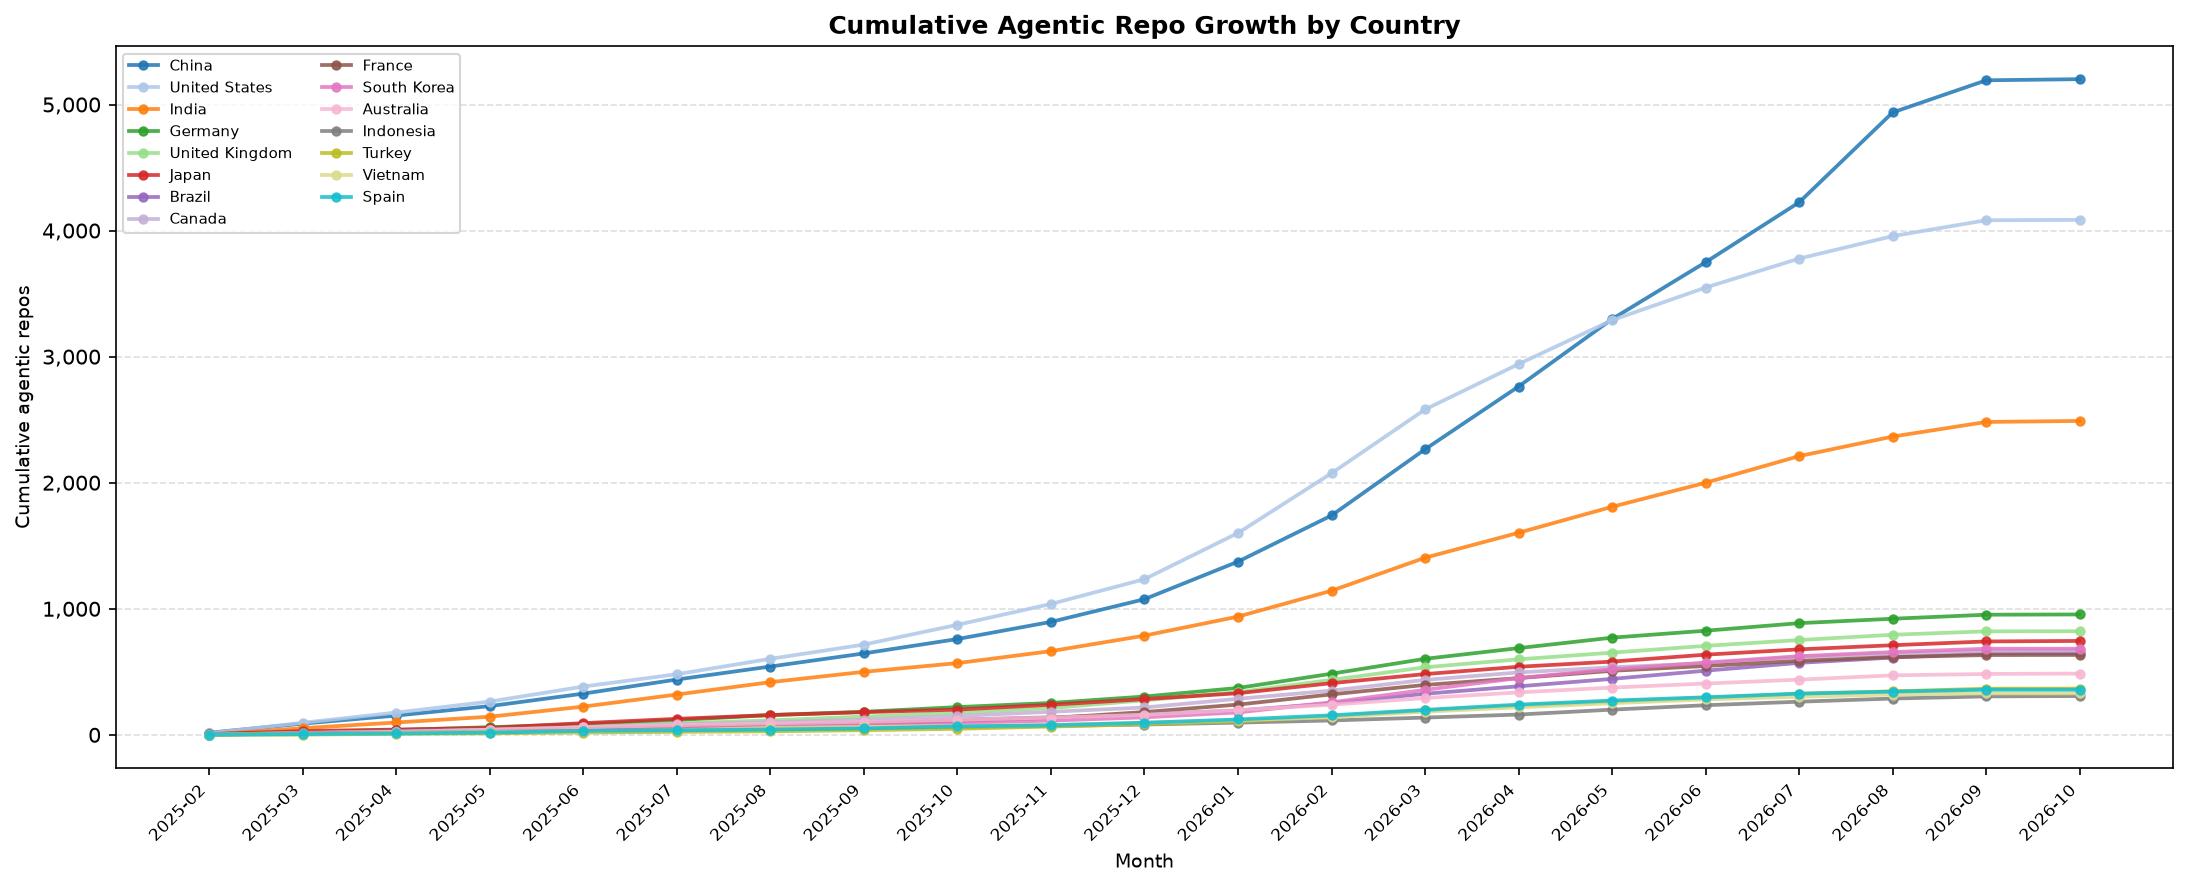 Cumulative Agentic Repo Growth by Country
China
United States
India
Germany
United Kingdom
Japan
Brazil
Canada
France
South Korea
Australia
Indonesia
Turkey
Vietnam
Spain
Cumulative agentic repos
5,000
4,000
3,000
2,000
1,000
0
2025-02
2025-03
2025-04
2025-05
2025-06
2025-07
2025-08
2025-09
2025-10
2025-11
2025-12
2026-01
2026-02
2026-03
2026-04
2026-05
2026-06
2026-07
2026-08
2026-09
2026-10
Month